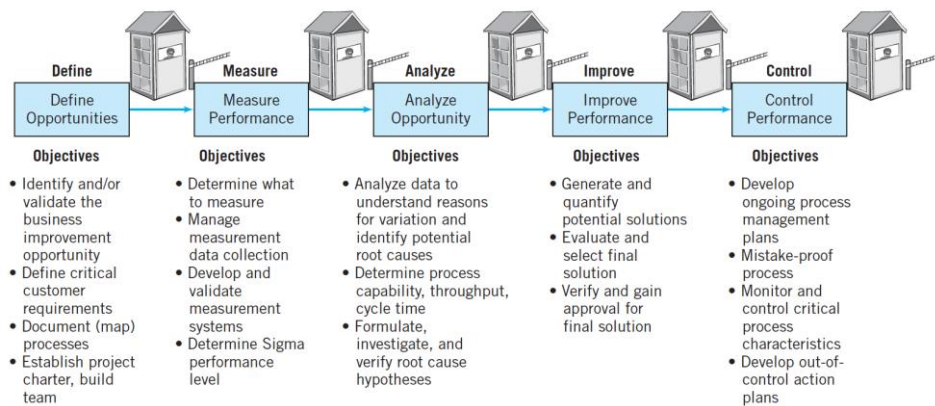 Define
Define
Opportunities
Objectives
• Identify and/or
validate the
business
improvement
opportunity
• Define critical
customer
requirements
• Document (map)
processes
• Establish project
charter, build
team
Measure
Measure
Performance
Objectives
• Determine what
to measure
• Manage
measurement
data collection
• Develop and
validate
measurement
systems
• Determine Sigma
performance
level
Analyze
Analyze
Opportunity
Objectives
• Analyze data to
understand reasons
for variation and
identify potential
root causes
• Determine process
capability, throughput,
cycle time
• Formulate,
investigate, and
verify root cause
hypotheses
Improve
Improve
Performance
Objectives
• Generate and
quantify
potential solutions
• Evaluate and
select final
solution
• Verify and gain
approval for
final solution
Control
Control
Performance
Objectives
• Develop
ongoing process
management
plans
• Mistake-proof
process
• Monitor and
control critical
process
characteristics
• Develop out-of-
control action
plans